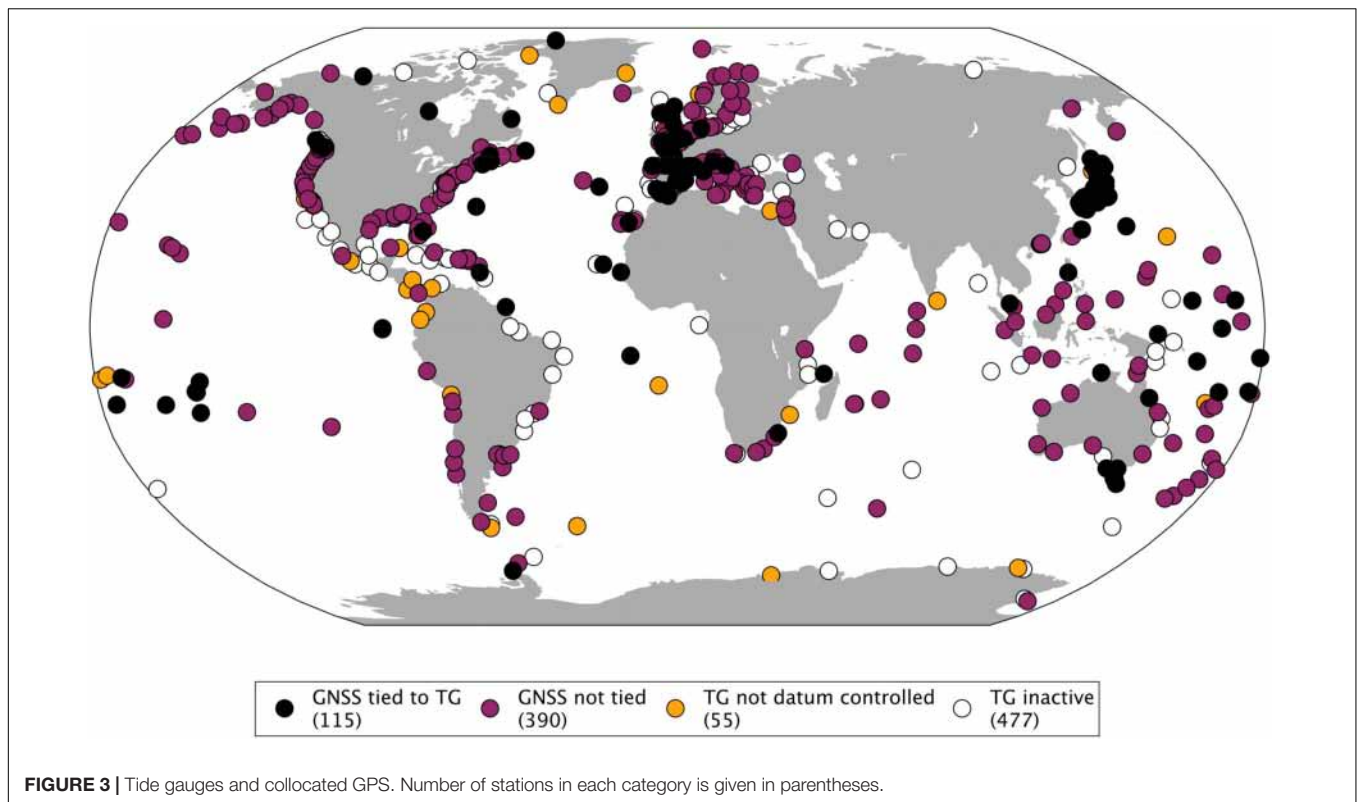 GNSS tied to TG
(115)
GNSS not tied
(390)
TG not datum controlled
(55)
TG inactive
(477)
FIGURE 3 | Tide gauges and collocated GPS. Number of stations in each category is given in parentheses.